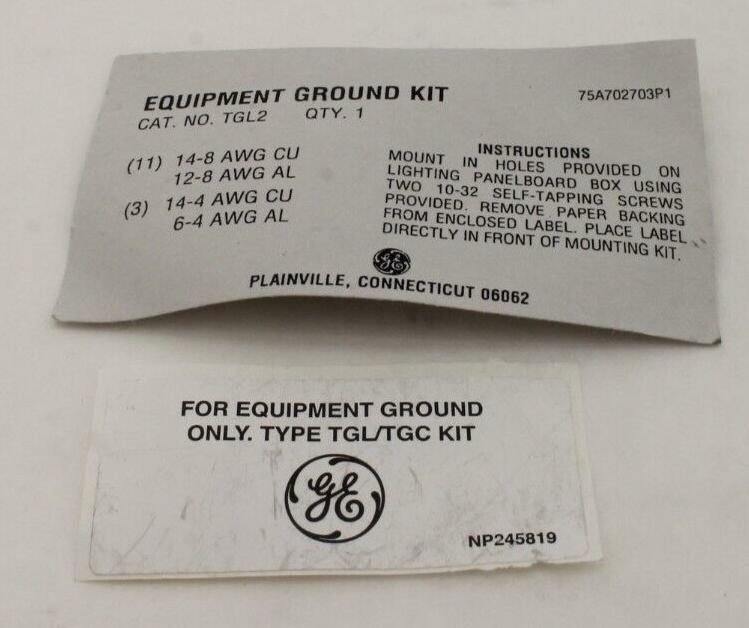 EQUIPMENT GROUND KIT
75A702703P1
CAT. NO. TGL2 QTY. 1
(11) 14-8 AWG CU
12-8 AWG AL
(3) 14-4 AWG CU
6-4 AWG AL
INSTRUCTIONS
MOUNT IN HOLES PROVIDED ON
LIGHTING PANELBOARD BOX USING
TWO 10-32 SELF-TAPPING SCREWS
PROVIDED. REMOVE PAPER BACKING
FROM ENCLOSED LABEL. PLACE LABEL
DIRECTLY IN FRONT OF MOUNTING KIT.
GE
PLAINVILLE, CONNECTICUT 06062
FOR EQUIPMENT GROUND
ONLY. TYPE TGL/TGC KIT
GE
NP245819